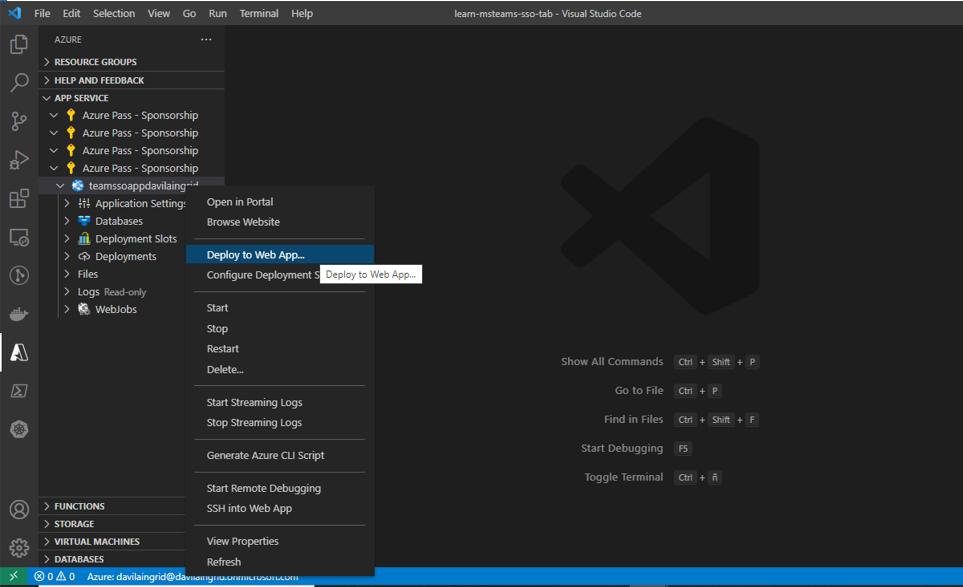 File Edit Selection View Go Run Terminal Help learn-msteams-sso-tab - Visual Studio Code
AZURE
RESOURCE GROUPS
HELP AND FEEDBACK
APP SERVICE
Azure Pass - Sponsorship
Azure Pass - Sponsorship
Azure Pass - Sponsorship
Azure Pass - Sponsorship
teamssoappdavilaingrid
Application Settings
Databases
Deployment Slots
Deployments
Files
Logs Read-only
WebJobs
Open in Portal
Browse Website
Deploy to Web App...
Configure Deployment S
Deploy to Web App...
Start
Stop
Restart
Delete...
Start Streaming Logs
Stop Streaming Logs
Generate Azure CLI Script
Start Remote Debugging
SSH into Web App
View Properties
Refresh
Show All Commands Ctrl + Shift + P
Go to File Ctrl + P
Find in Files Ctrl + Shift + F
Start Debugging F5
Toggle Terminal Ctrl + ñ
FUNCTIONS
STORAGE
VIRTUAL MACHINES
DATABASES
0 0 Azure: davilaingrid@davilaingrid.onmicrosoft.com